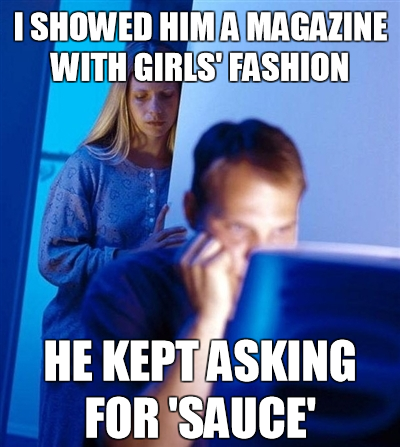 I SHOWED HIM A MAGAZINE
WITH GIRLS' FASHION
HE KEPT ASKING
FOR 'SAUCE'